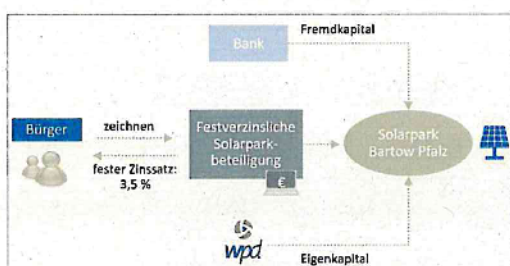 Bank
Fremdkapital
Bürger
zeichnen
fester Zinssatz:
3,5 %
Festverzinsliche
Solarpark-
beteiligung
€
Solarpark
Bartow Pfalz
wpd
Eigenkapital